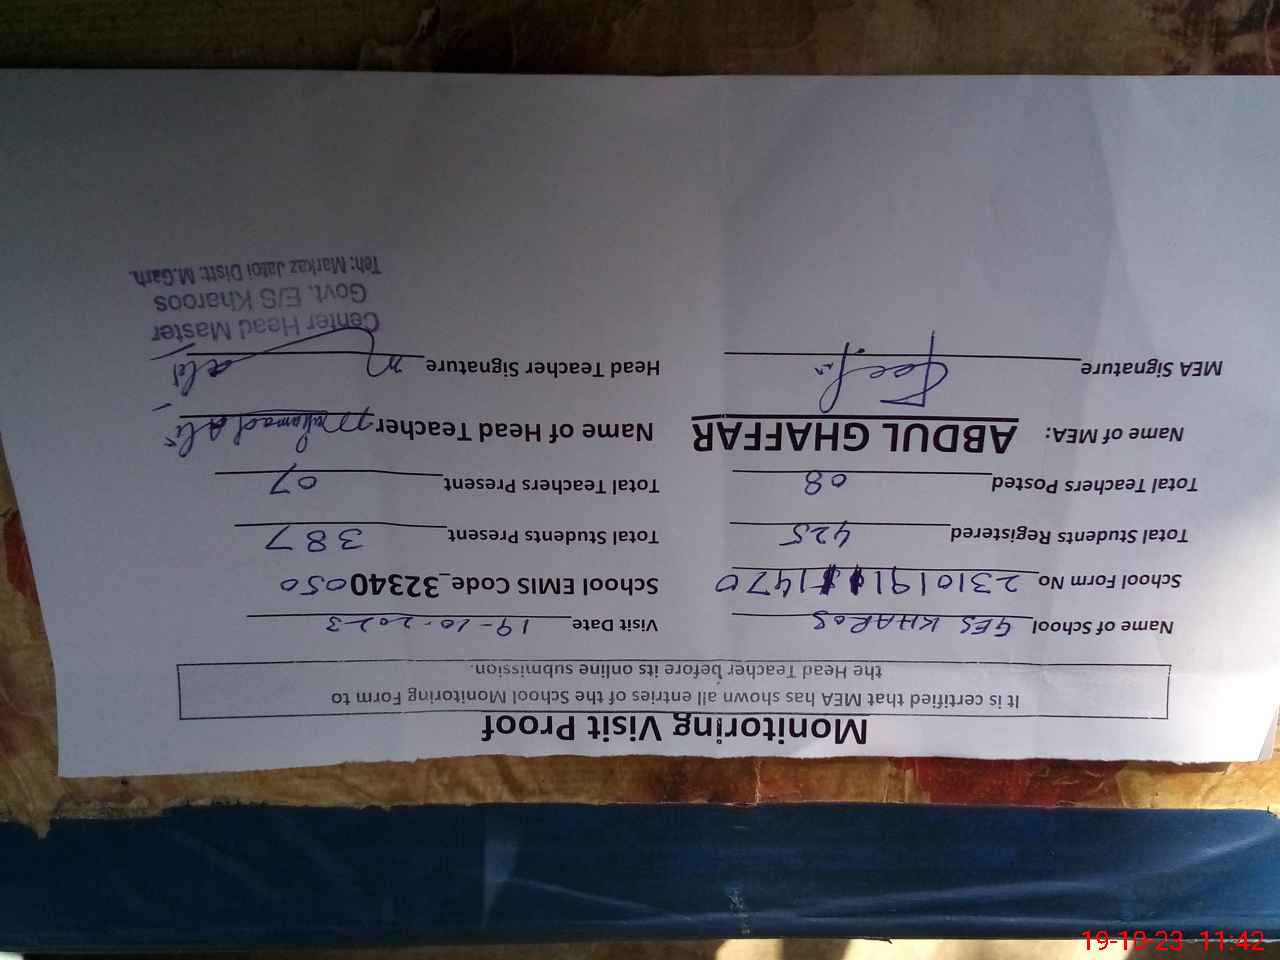 Monitoring Visit Proof
It is certified that MEA has shown all entries of the School Monitoring Form to
the Head Teacher before its online submission.
Name of School GES KHAROS Visit Date 19-10-2023
School Form No School EMIS Code_32340050
Total Students Registered 425 Total Students Present 387
Total Teachers Posted 08 Total Teachers Present 07
Name of MEA: ABDUL GHAFFAR Name of Head Teacher Muhamad Ali
MEA Signature Head Teacher Signature
Center Head Master
Govt. E/S Kharoos
Teh: Markaz Jatoi Distt: M.Garh.
19-10-23 11:42